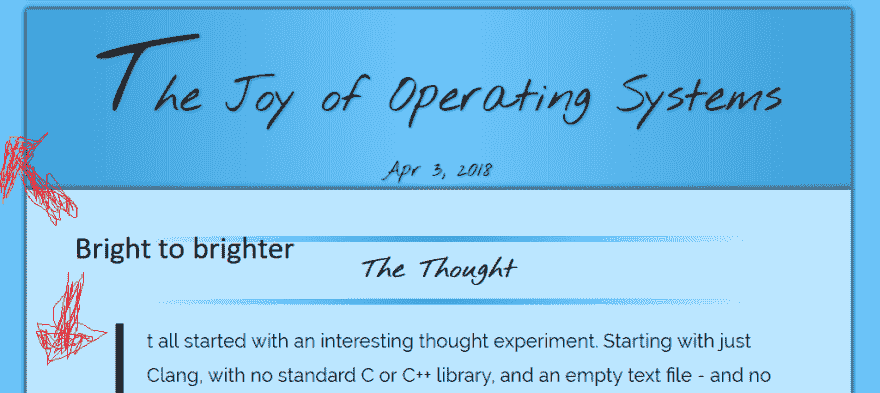 The Joy of Operating Systems
Apr 3, 2018
Bright to brighter
The Thought
t all started with an interesting thought experiment. Starting with just
Clang, with no standard C or C++ library, and an empty text file - and no